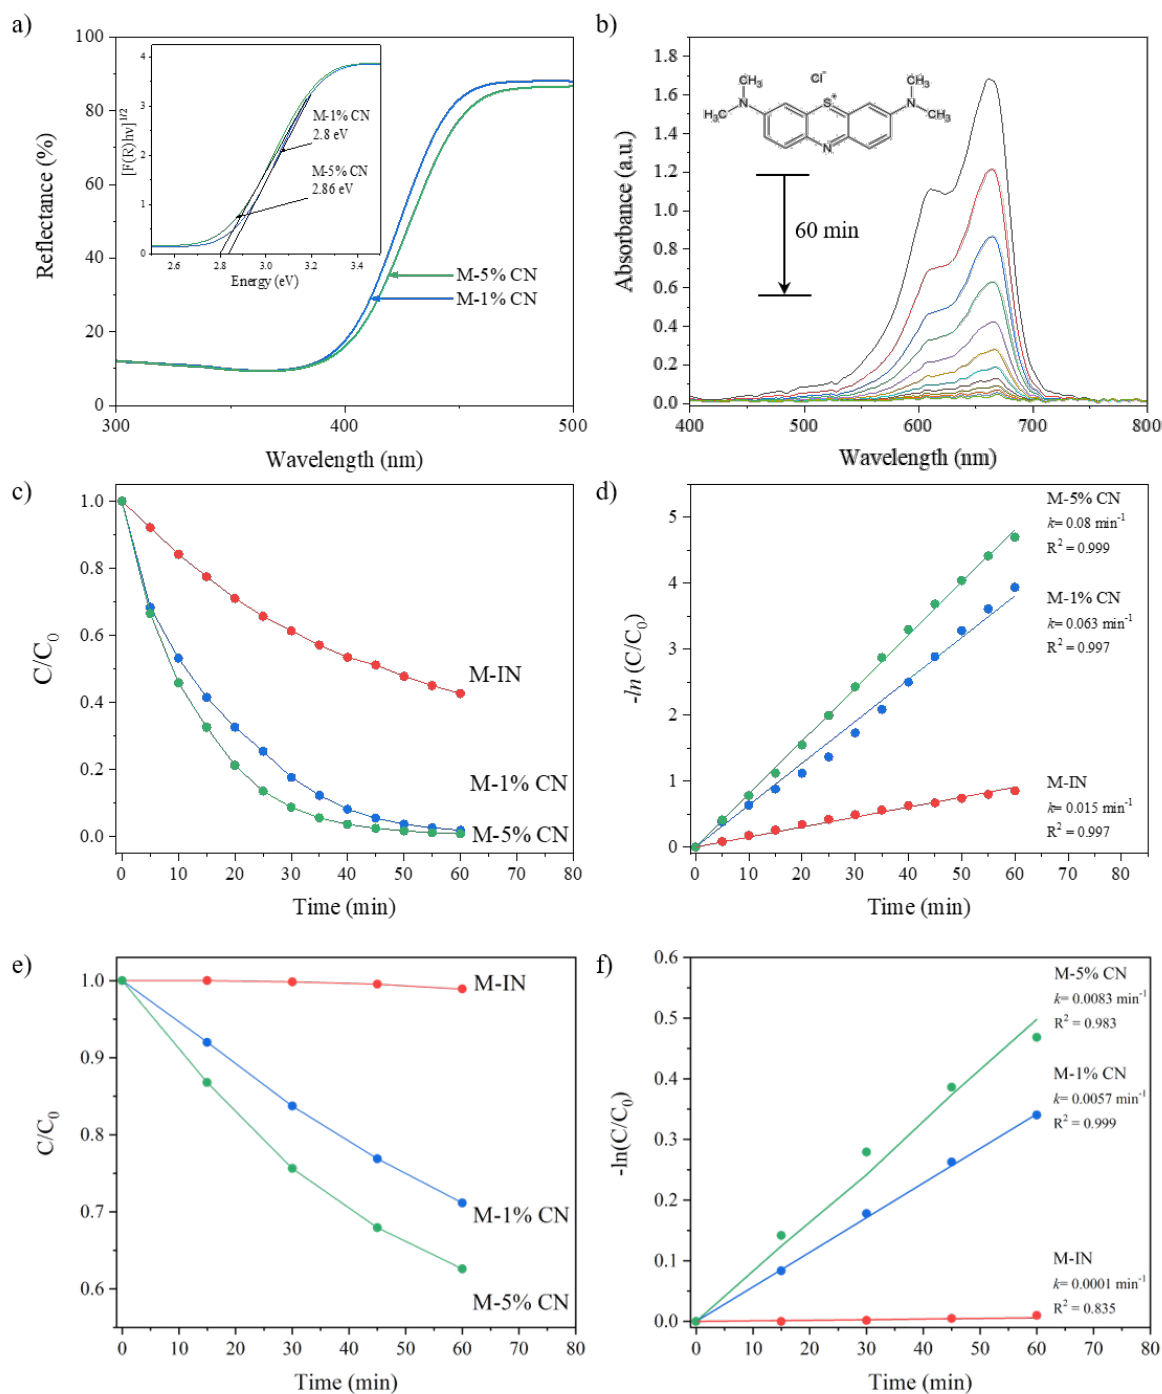 a)
100
80
60
40
20
0
Reflectance (%)
300
400
500
Wavelength (nm)
4
3
2
1
0
[F(R)hν]^1/2
2.5
2.8
3.1
3.4
Energy (eV)
M-1% CN
2.8 eV
M-5% CN
2.86 eV
M-5% CN
M-1% CN
b)
1.8
1.6
1.4
1.2
1.0
0.8
0.6
0.4
0.2
0.0
Absorbance (a.u.)
400
500
600
700
800
Wavelength (nm)
CH3
H3C
N
Cl-
S+
N
CH3
N
CH3
60 min
c)
1.0
0.8
0.6
0.4
0.2
0.0
C/C0
0 10 20 30 40 50 60 70 80
Time (min)
M-IN
M-1% CN
M-5% CN
d)
5
4
3
2
1
0
-ln (C/C0)
0 10 20 30 40 50 60 70 80
Time (min)
M-5% CN
k= 0.08 min-1
R2 = 0.999
M-1% CN
k= 0.063 min-1
R2 = 0.997
M-IN
k= 0.015 min-1
R2 = 0.997
e)
1.0
0.9
0.8
0.7
0.6
C/C0
0 10 20 30 40 50 60 70 80
Time (min)
M-IN
M-1% CN
M-5% CN
f)
0.6
0.5
0.4
0.3
0.2
0.1
0.0
-ln(C/C0)
0 10 20 30 40 50 60 70 80
Time (min)
M-5% CN
k= 0.0083 min-1
R2 = 0.983
M-1% CN
k= 0.0057 min-1
R2 = 0.999
M-IN
k= 0.0001 min-1
R2 = 0.835